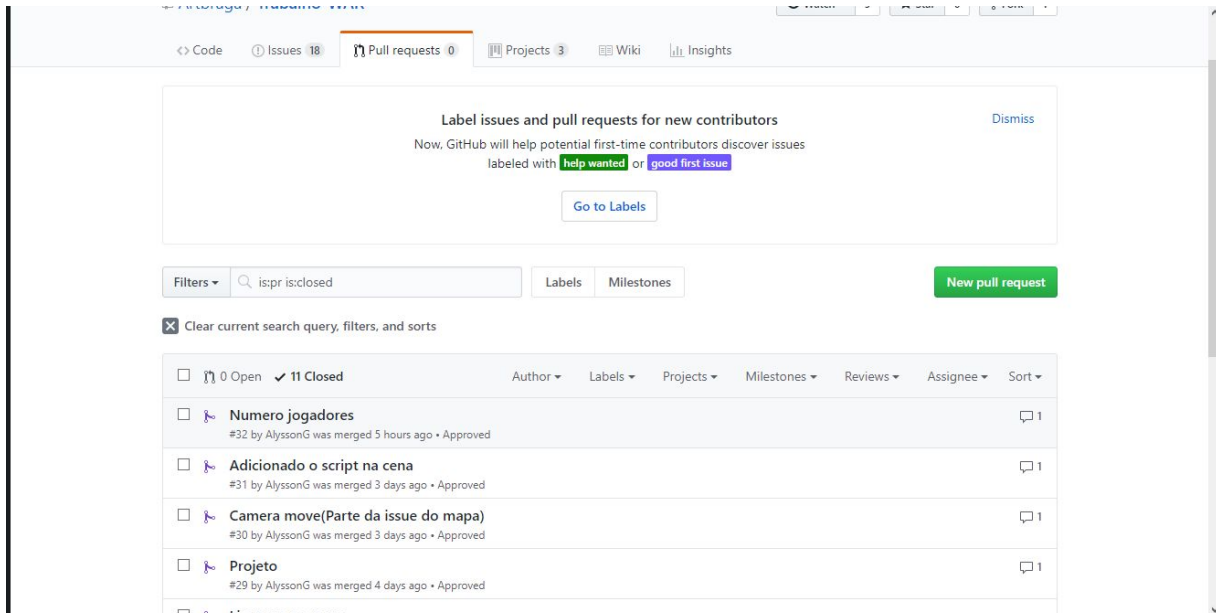 Artbraga / Trabalho-WAR
Code Issues 18 Pull requests 0 Projects 3 Wiki Insights
Label issues and pull requests for new contributors
Dismiss
Now, GitHub will help potential first-time contributors discover issues
labeled with help wanted or good first issue
Go to Labels
Filters is:pr is:closed Labels Milestones New pull request
Clear current search query, filters, and sorts
0 Open 11 Closed Author Labels Projects Milestones Reviews Assignee Sort
Numero jogadores 1
#32 by AlyssonG was merged 5 hours ago • Approved
Adicionado o script na cena 1
#31 by AlyssonG was merged 3 days ago • Approved
Camera move(Parte da issue do mapa) 1
#30 by AlyssonG was merged 3 days ago • Approved
Projeto 1
#29 by AlyssonG was merged 4 days ago • Approved